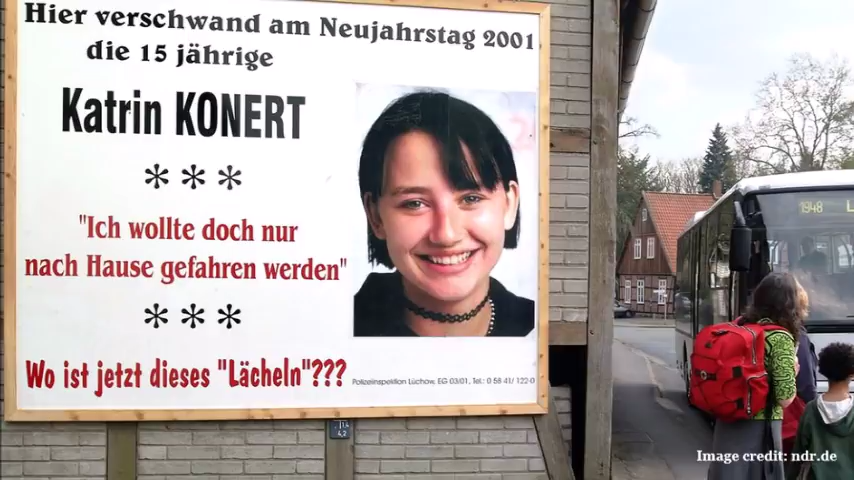 Hier verschwand am Neujahrstag 2001
die 15 jährige
Katrin KONERT
* * *
"Ich wollte doch nur
nach Hause gefahren werden"
* * *
Wo ist jetzt dieses "Lächeln"???
Polizeiinspektion Lüchow, EG 03/01, Tel.: 0 58 41/ 122-0
1948 L
Image credit: ndr.de